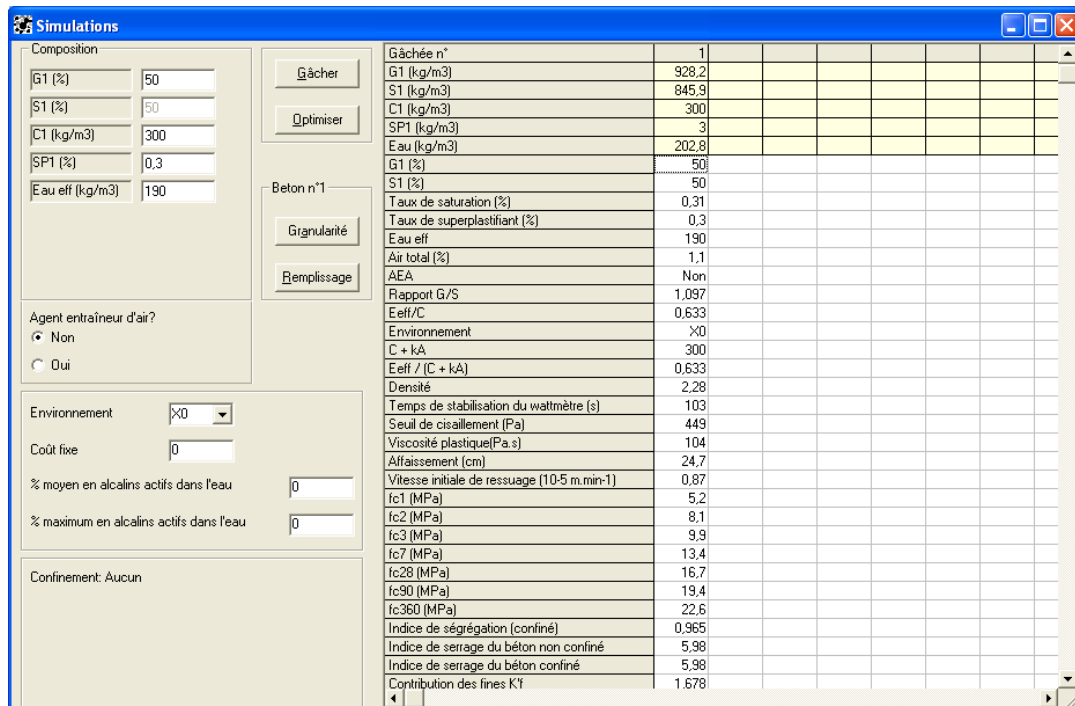 Simulations
Composition
G1 (%) 50
S1 (%) 50
C1 (kg/m3) 300
SP1 (%) 0,3
Eau eff (kg/m3) 190
Gâcher
Optimiser
Beton n°1
Granularité
Remplissage
Agent entraîneur d'air?
Non
Oui
Environnement X0
Coût fixe 0
% moyen en alcalins actifs dans l'eau 0
% maximum en alcalins actifs dans l'eau 0
Confinement: Aucun
Gâchée n° 1
G1 (kg/m3) 928,2
S1 (kg/m3) 845,9
C1 (kg/m3) 300
SP1 (kg/m3) 3
Eau (kg/m3) 202,8
G1 (%) 50
S1 (%) 50
Taux de saturation (%) 0,31
Taux de superplastifiant (%) 0,3
Eau eff 190
Air total (%) 1,1
AEA Non
Rapport G/S 1,097
Eeff/C 0,633
Environnement X0
C + kA 300
Eeff / (C + kA) 0,633
Densité 2,28
Temps de stabilisation du wattmètre (s) 103
Seuil de cisaillement (Pa) 449
Viscosité plastique(Pa.s) 104
Affaissement (cm) 24,7
Vitesse initiale de ressuage (10-5 m.min-1) 0,87
fc1 (MPa) 5,2
fc2 (MPa) 8,1
fc3 (MPa) 9,9
fc7 (MPa) 13,4
fc28 (MPa) 16,7
fc90 (MPa) 19,4
fc360 (MPa) 22,6
Indice de ségrégation (confiné) 0,965
Indice de serrage du béton non confiné 5,98
Indice de serrage du béton confiné 5,98
Contribution des fines K'f 1,678